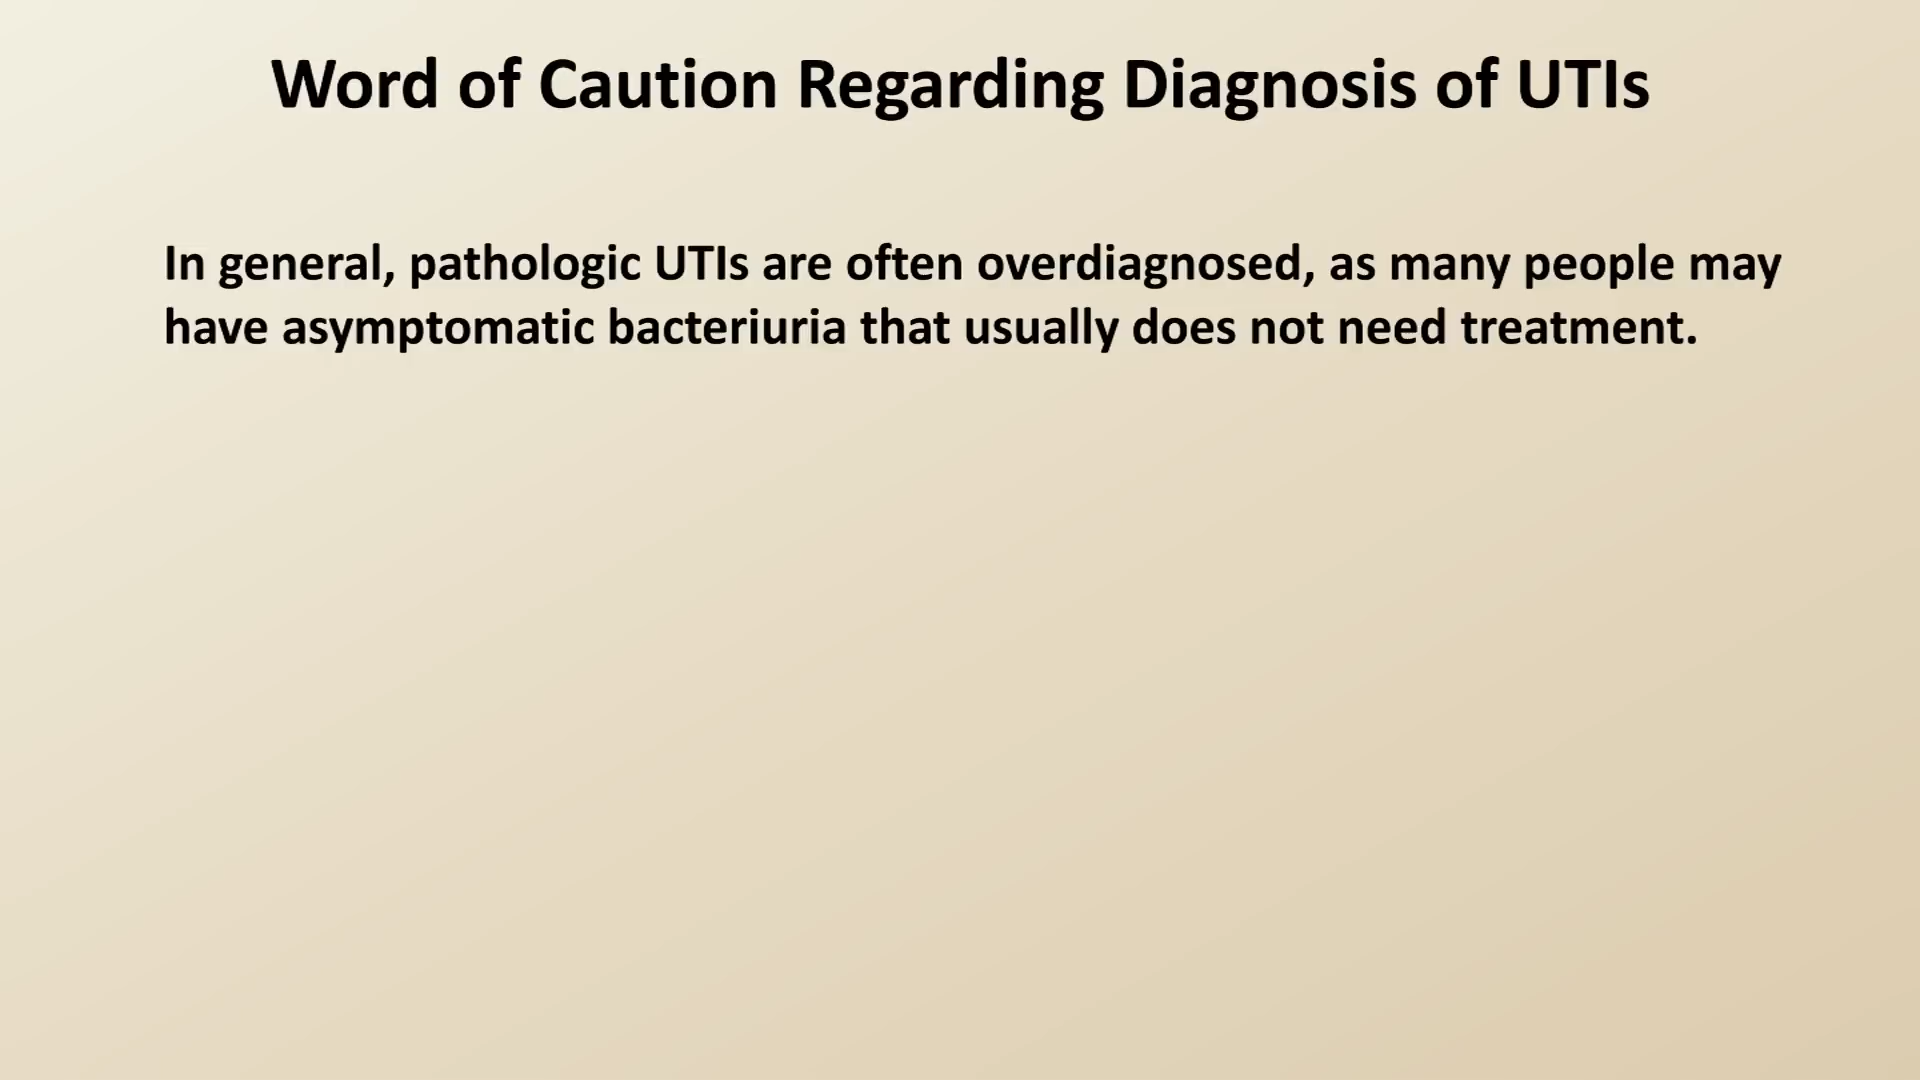 Word of Caution Regarding Diagnosis of UTIs
In general, pathologic UTIs are often overdiagnosed, as many people may
have asymptomatic bacteriuria that usually does not need treatment.